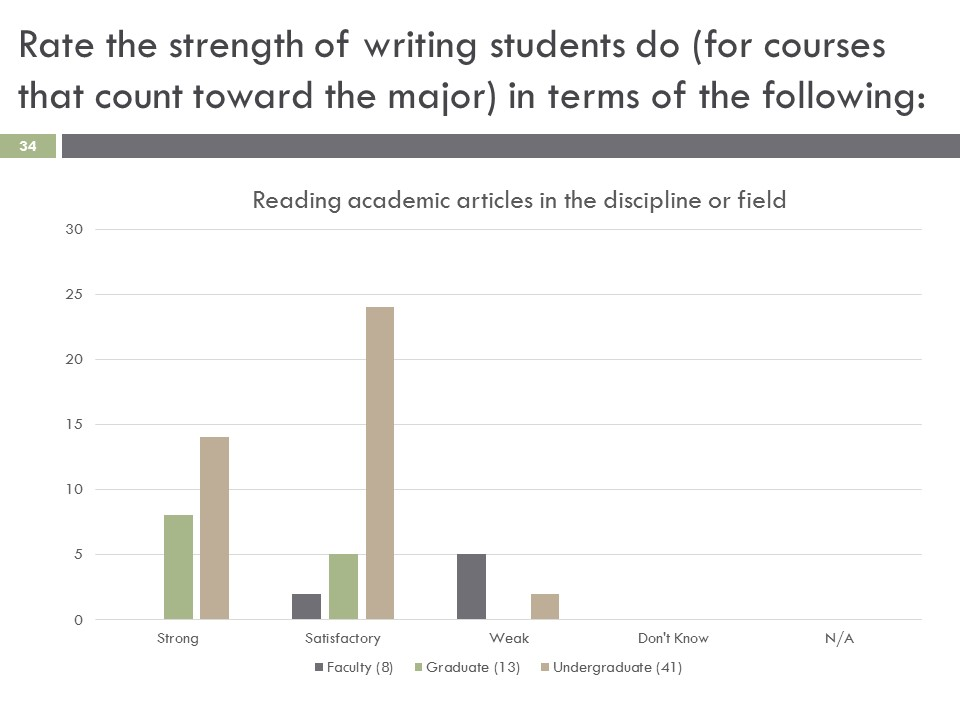 Rate the strength of writing students do (for courses
that count toward the major) in terms of the following:
34
Reading academic articles in the discipline or field
30
25
20
15
10
5
0
Strong Satisfactory Weak Don't Know N/A
Faculty (8) Graduate (13) Undergraduate (41)